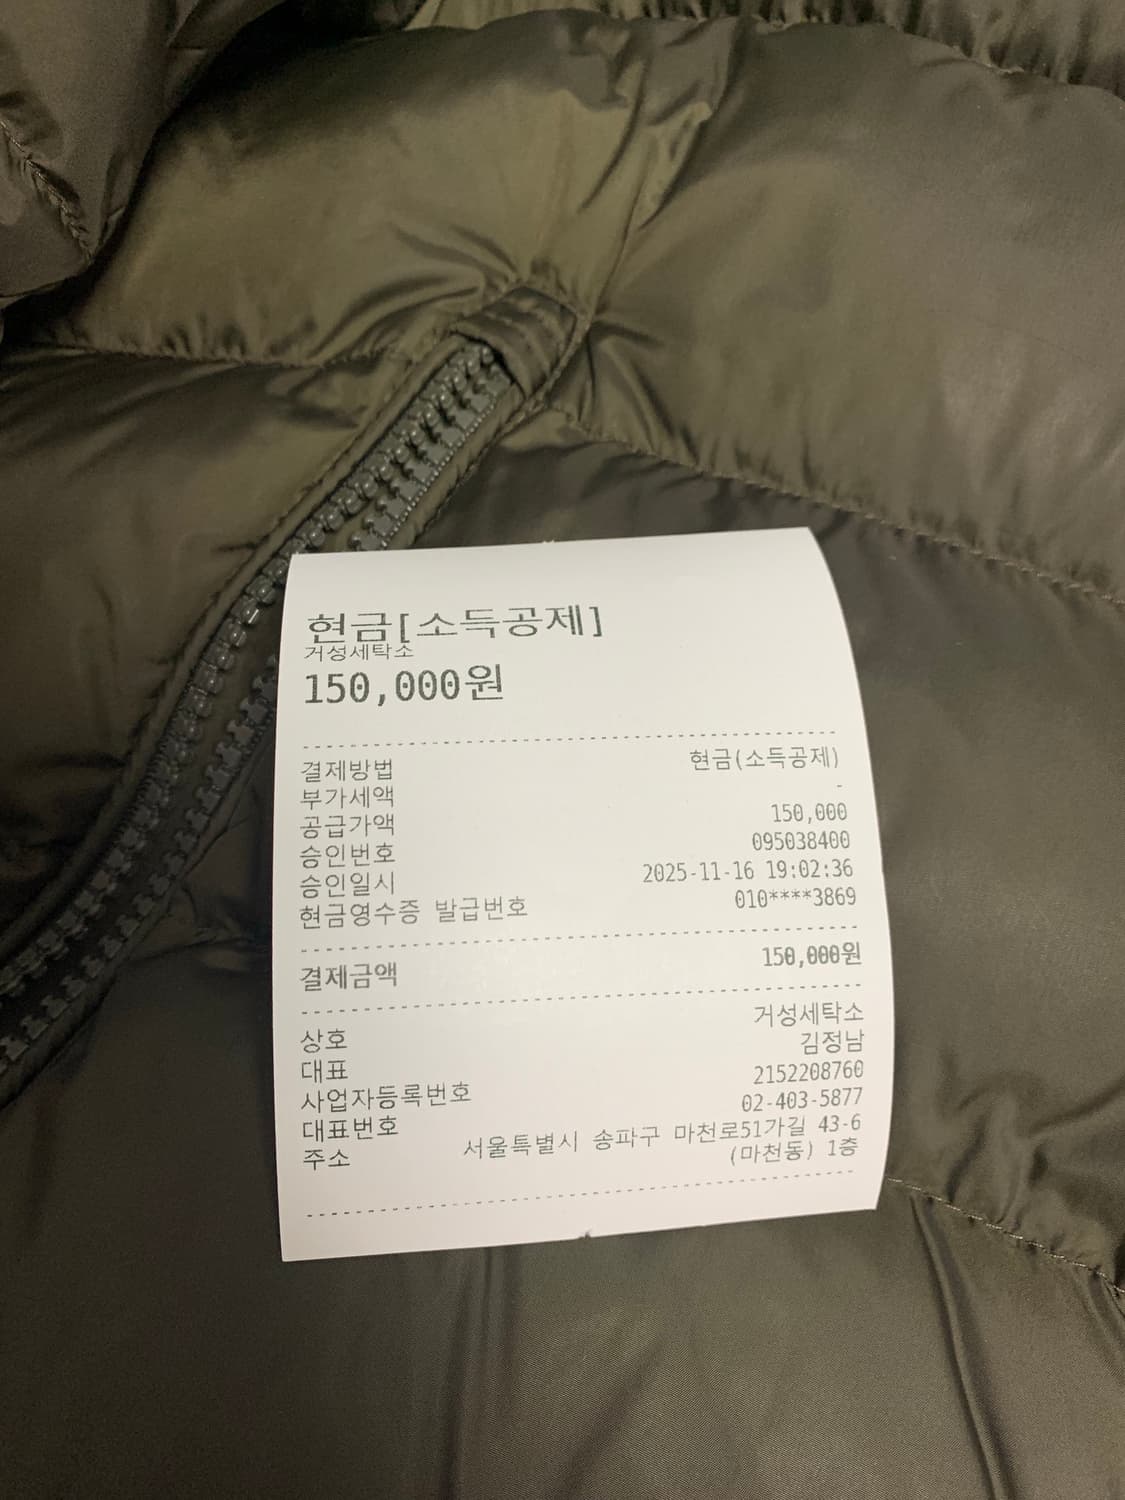 현금[소득공제]
거성세탁소
150,000원
결제방법 현금(소득공제)
부가세액 -
공급가액 150,000
승인번호 095038400
승인일시 2025-11-16 19:02:36
현금영수증 발급번호 010****3869
결제금액 150,000원
상호 거성세탁소
대표 김정남
사업자등록번호 2152208760
대표번호 02-403-5877
주소 서울특별시 송파구 마천로51가길 43-6
(마천동) 1층